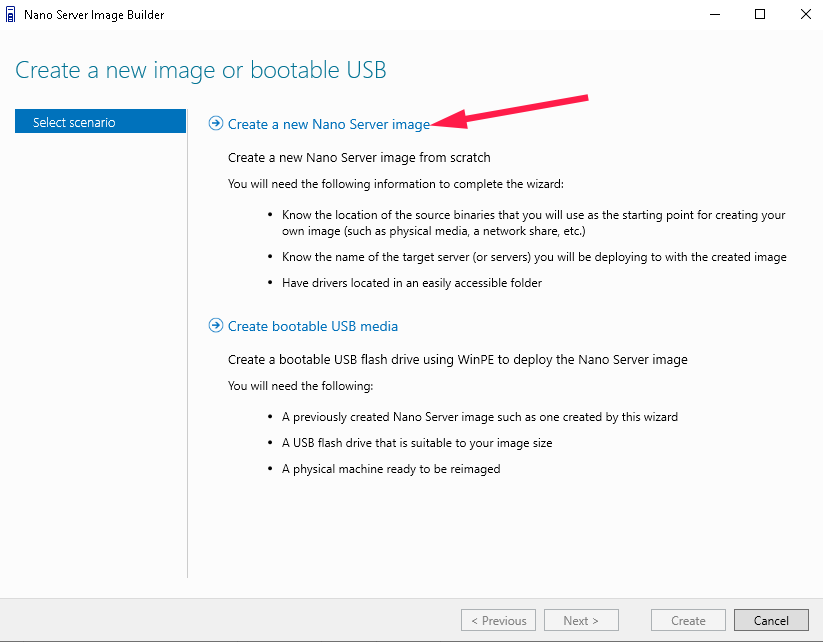 Nano Server Image Builder
Create a new image or bootable USB
Select scenario
Create a new Nano Server image
Create a new Nano Server image from scratch
You will need the following information to complete the wizard:
• Know the location of the source binaries that you will use as the starting point for creating your
own image (such as physical media, a network share, etc.)
• Know the name of the target server (or servers) you will be deploying to with the created image
• Have drivers located in an easily accessible folder
Create bootable USB media
Create a bootable USB flash drive using WinPE to deploy the Nano Server image
You will need the following:
• A previously created Nano Server image such as one created by this wizard
• A USB flash drive that is suitable to your image size
• A physical machine ready to be reimaged
< Previous
Next >
Create
Cancel